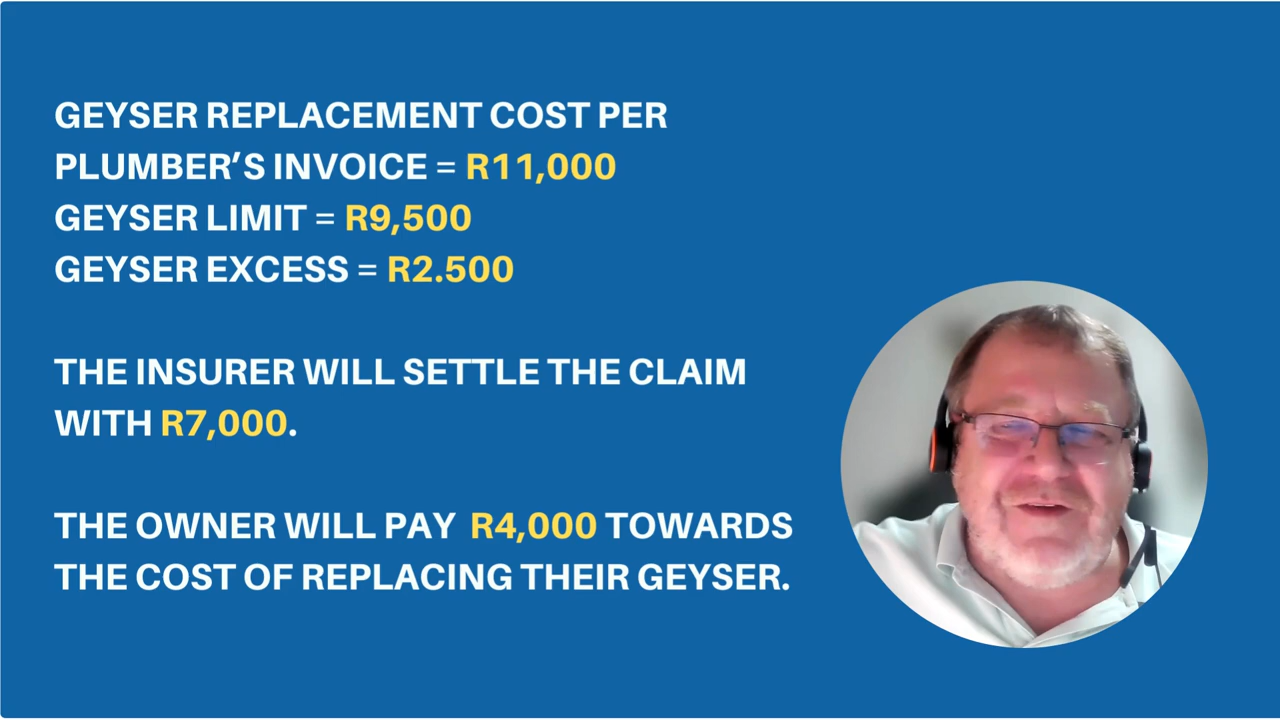 GEYSER REPLACEMENT COST PER
PLUMBER'S INVOICE = R11,000
GEYSER LIMIT = R9,500
GEYSER EXCESS = R2.500
THE INSURER WILL SETTLE THE CLAIM
WITH R7,000.
THE OWNER WILL PAY R4,000 TOWARDS
THE COST OF REPLACING THEIR GEYSER.